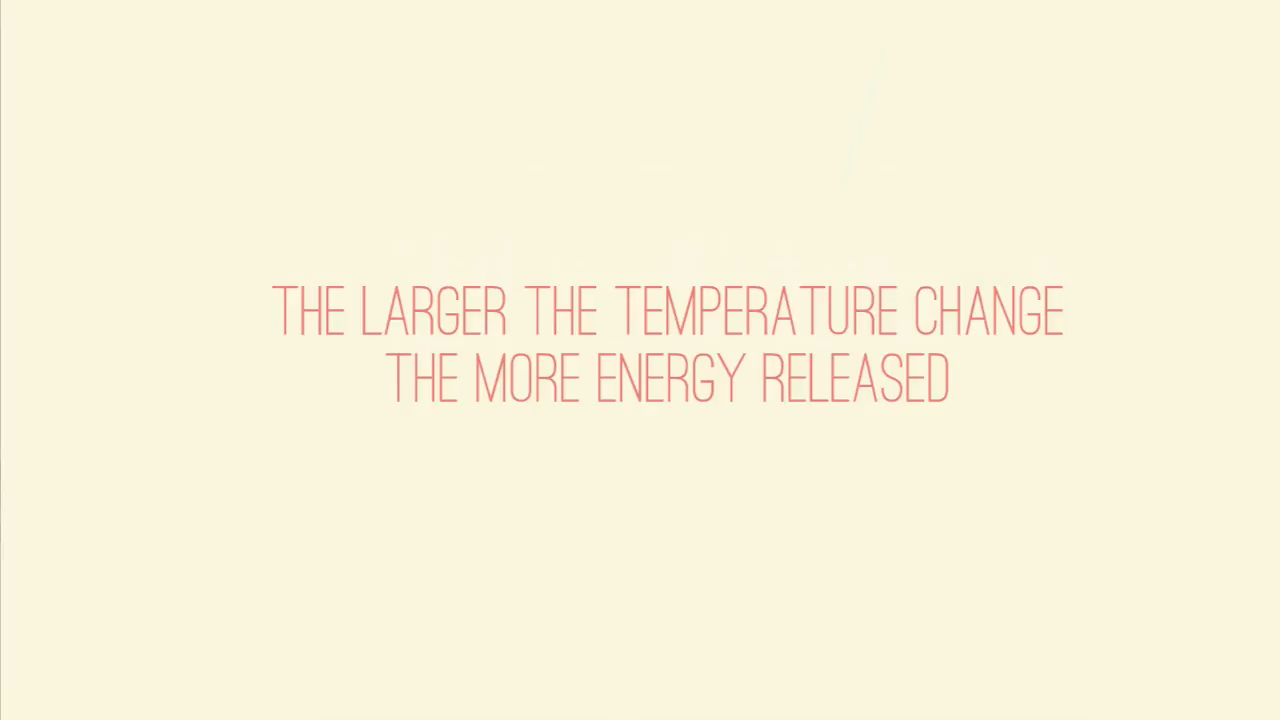 THE LARGER THE TEMPERATURE CHANGE
THE MORE ENERGY RELEASED